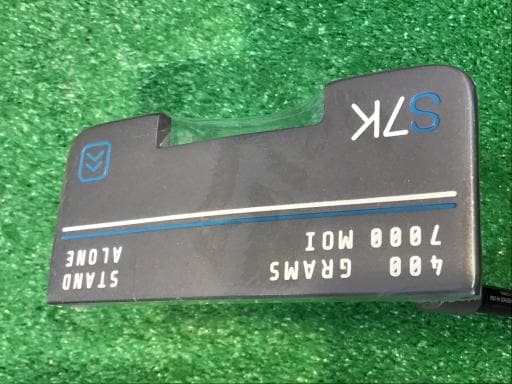 400 GRAMS
7000 MOI
STAND
ALONE
S7K